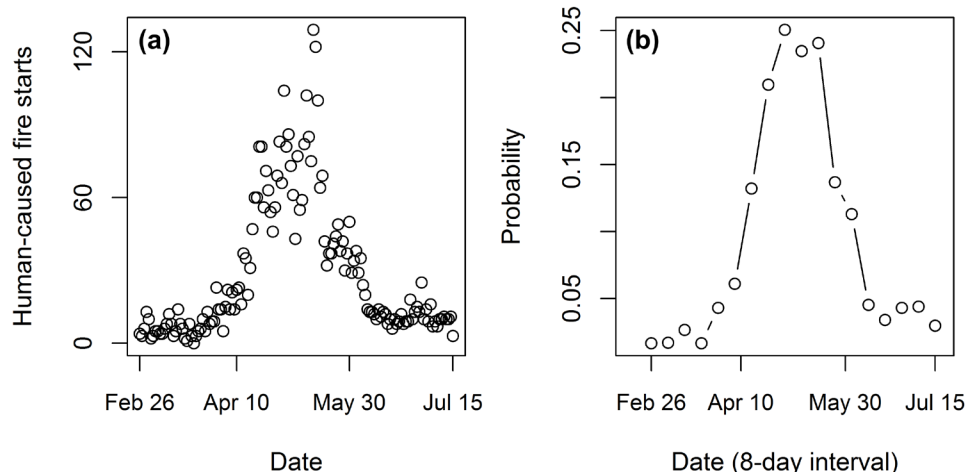 (a)
Human-caused fire starts
120
60
0
Feb 26
Apr 10
May 30
Jul 15
Date
(b)
Probability
0.25
0.15
0.05
Feb 26
Apr 10
May 30
Jul 15
Date (8-day interval)